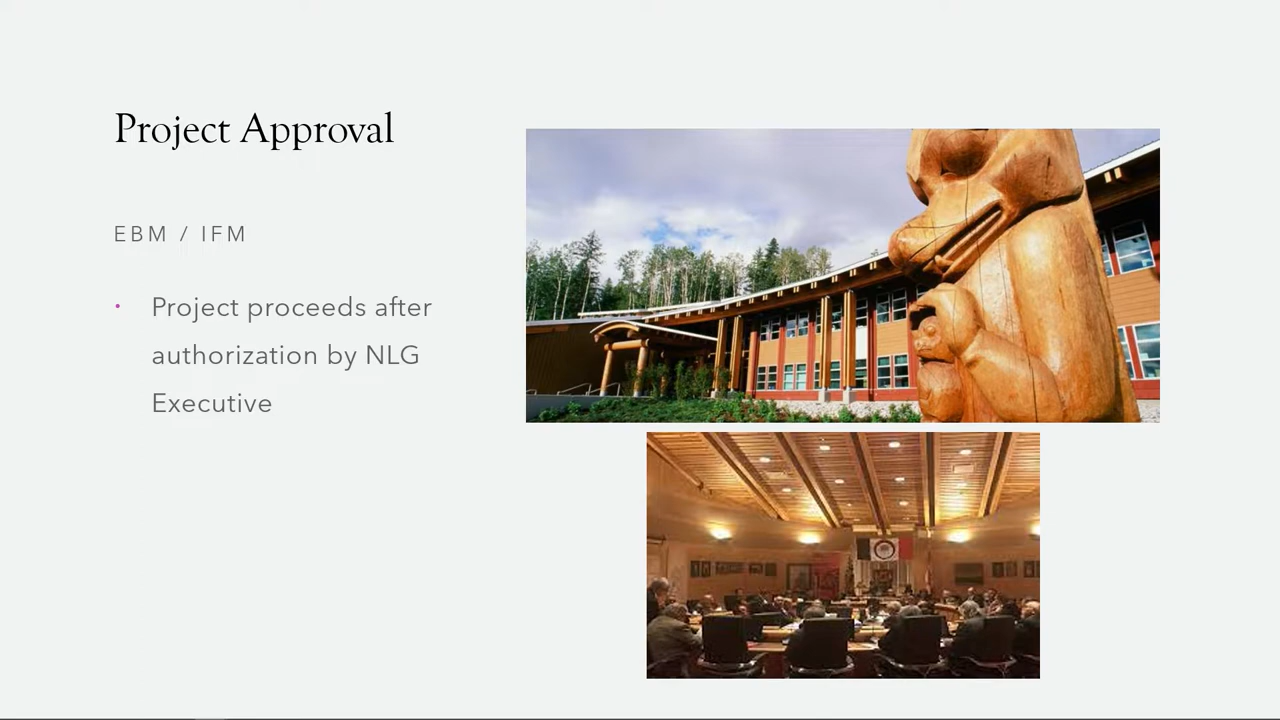 Project Approval
EBM / IFM
• Project proceeds after
authorization by NLG
Executive